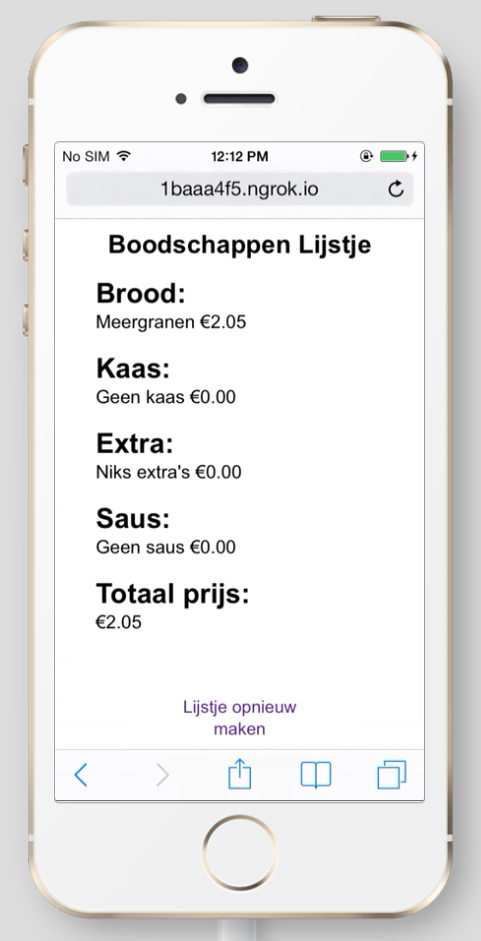 No SIM 12:12 PM
1baaa4f5.ngrok.io
Boodschappen Lijstje
Brood:
Meergranen €2.05
Kaas:
Geen kaas €0.00
Extra:
Niks extra's €0.00
Saus:
Geen saus €0.00
Totaal prijs:
€2.05
Lijstje opnieuw
maken